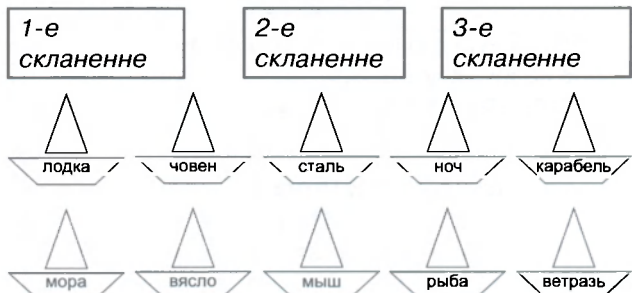 1-е
скланенне
2-е
скланенне
3-е
скланенне
лодка човен сталь ноч карабель
мора вясло мыш рыба ветразь